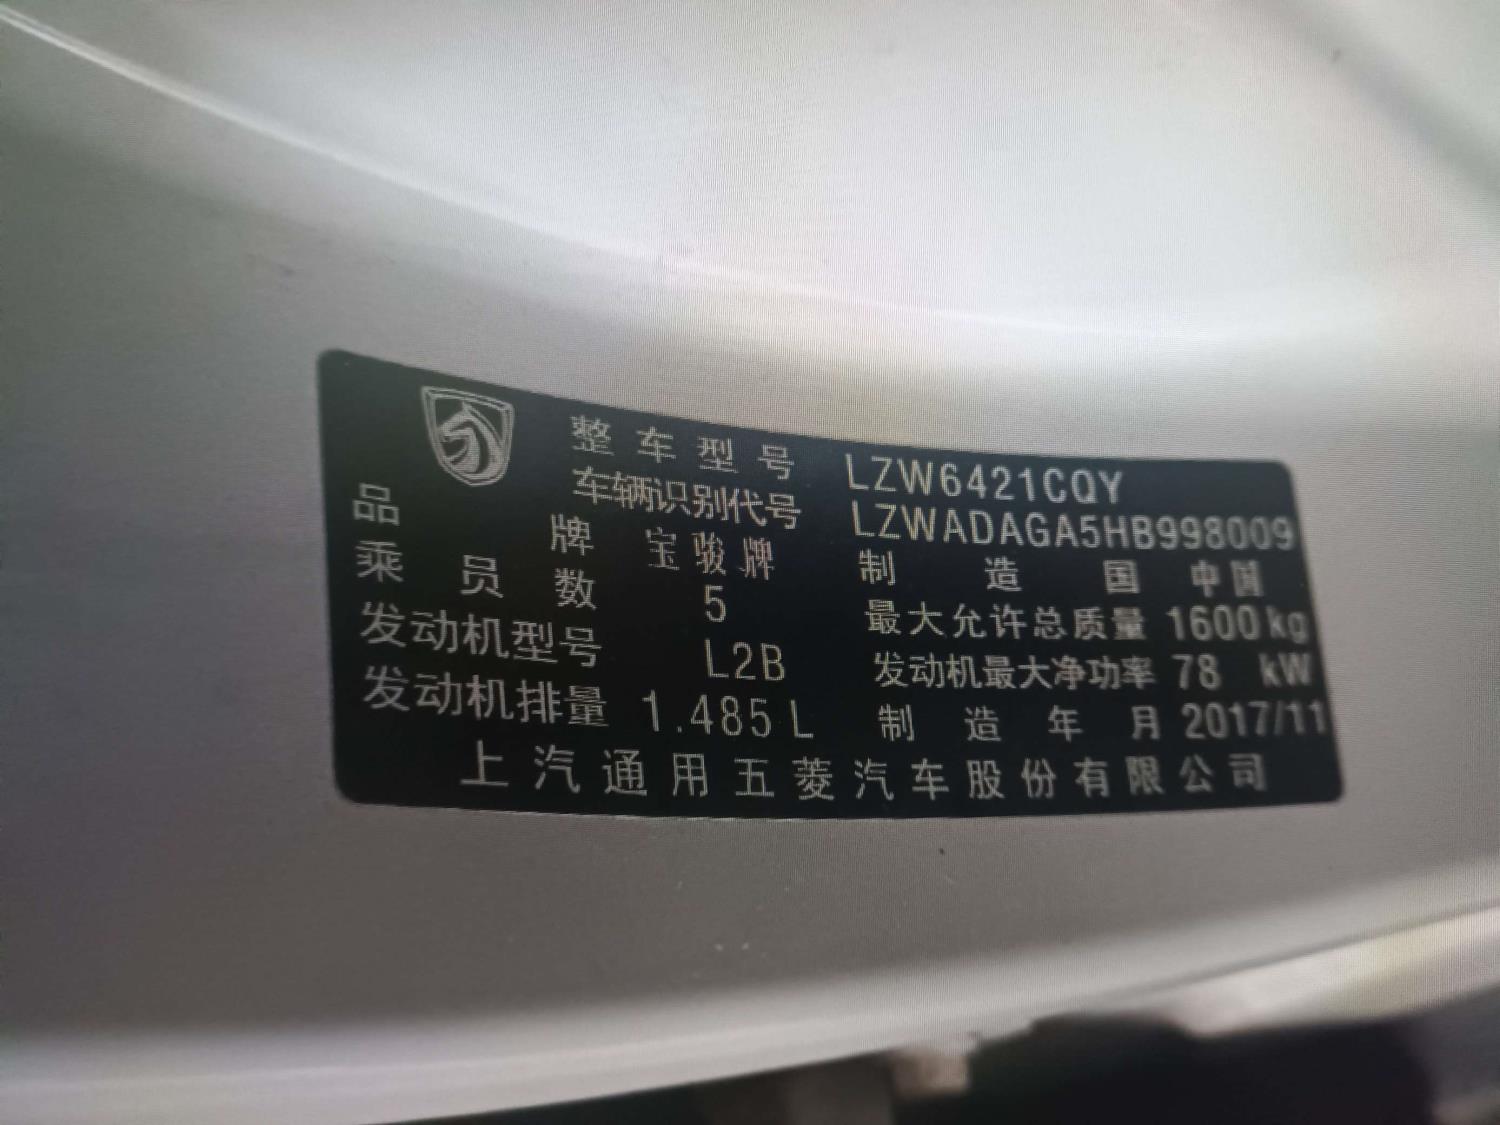 整车型号 LZW6421CQY
车辆识别代号 LZWADAGA5HB998009
品牌 宝骏牌 制造国 中国
乘员数 5 最大允许总质量 1600kg
发动机型号 L2B 发动机最大净功率 78 kW
发动机排量 1.485L 制造年月 2017/11
上汽通用五菱汽车股份有限公司